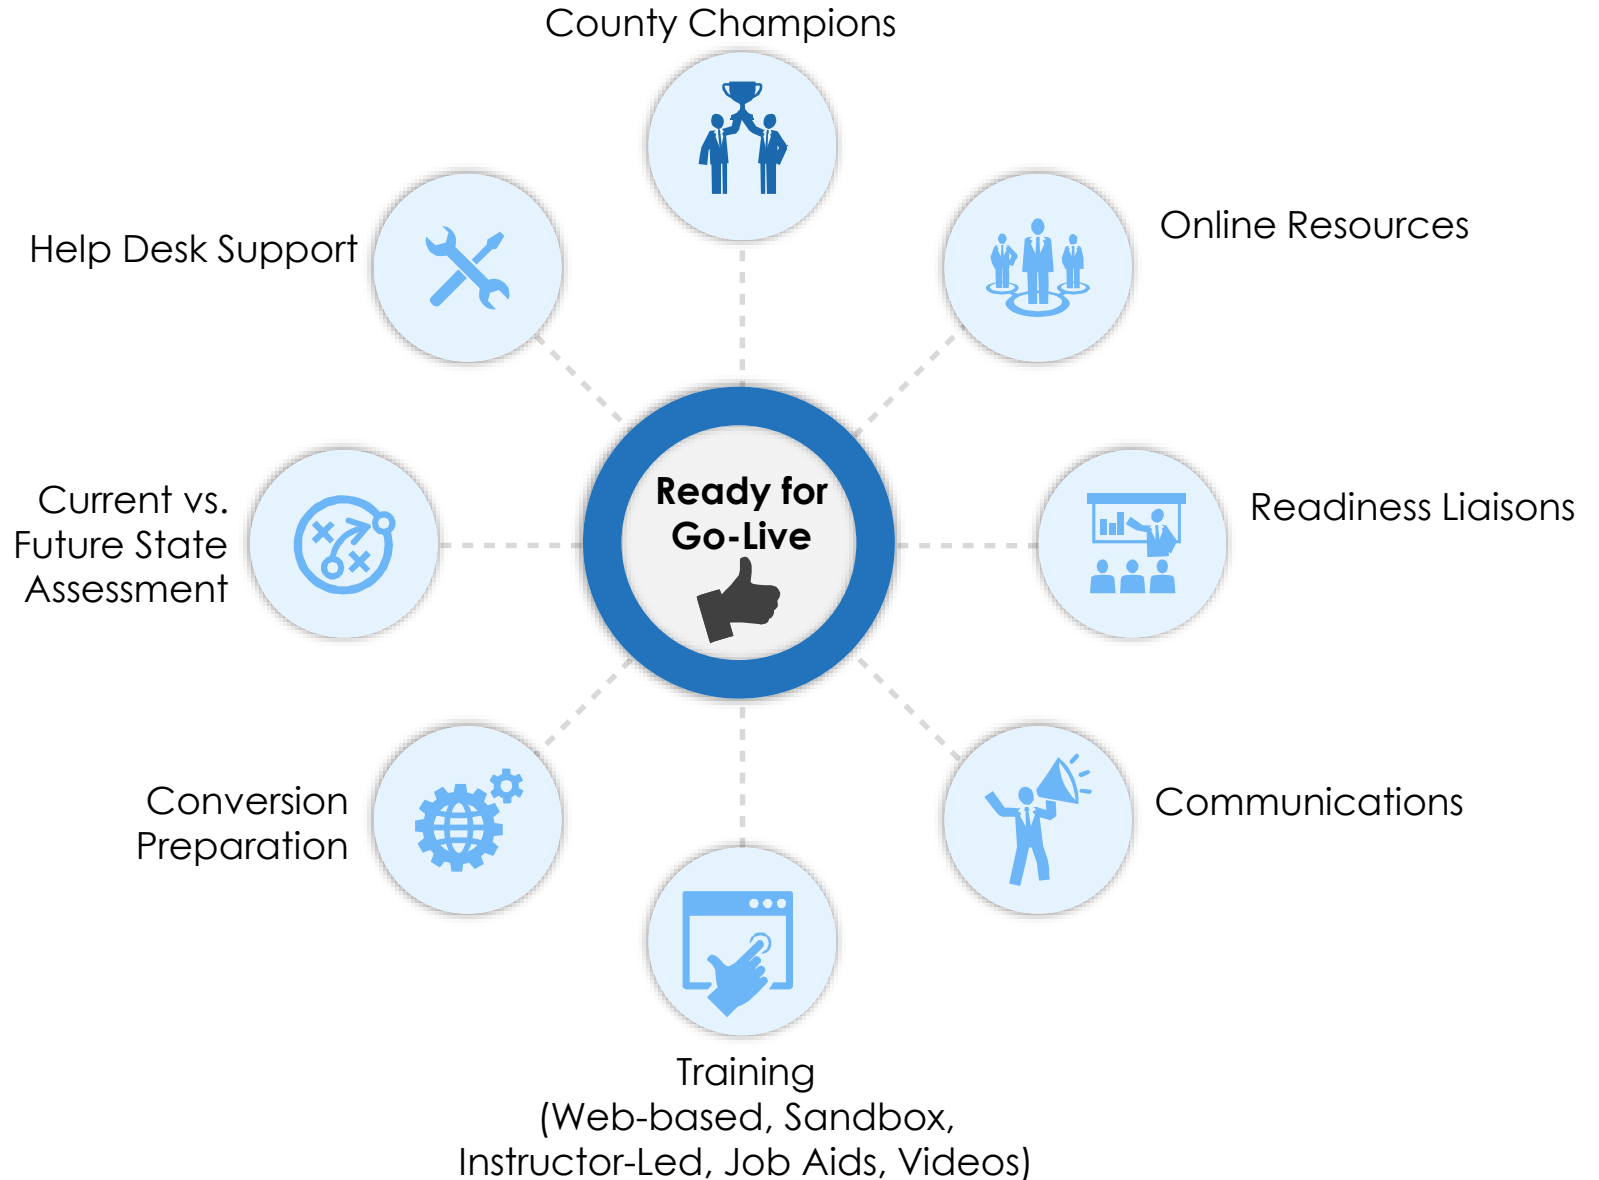 County Champions
Online Resources
Help Desk Support
Ready for
Go-Live
Current vs.
Future State
Assessment
Readiness Liaisons
Conversion
Preparation
Communications
Training
(Web-based, Sandbox,
Instructor-Led, Job Aids, Videos)